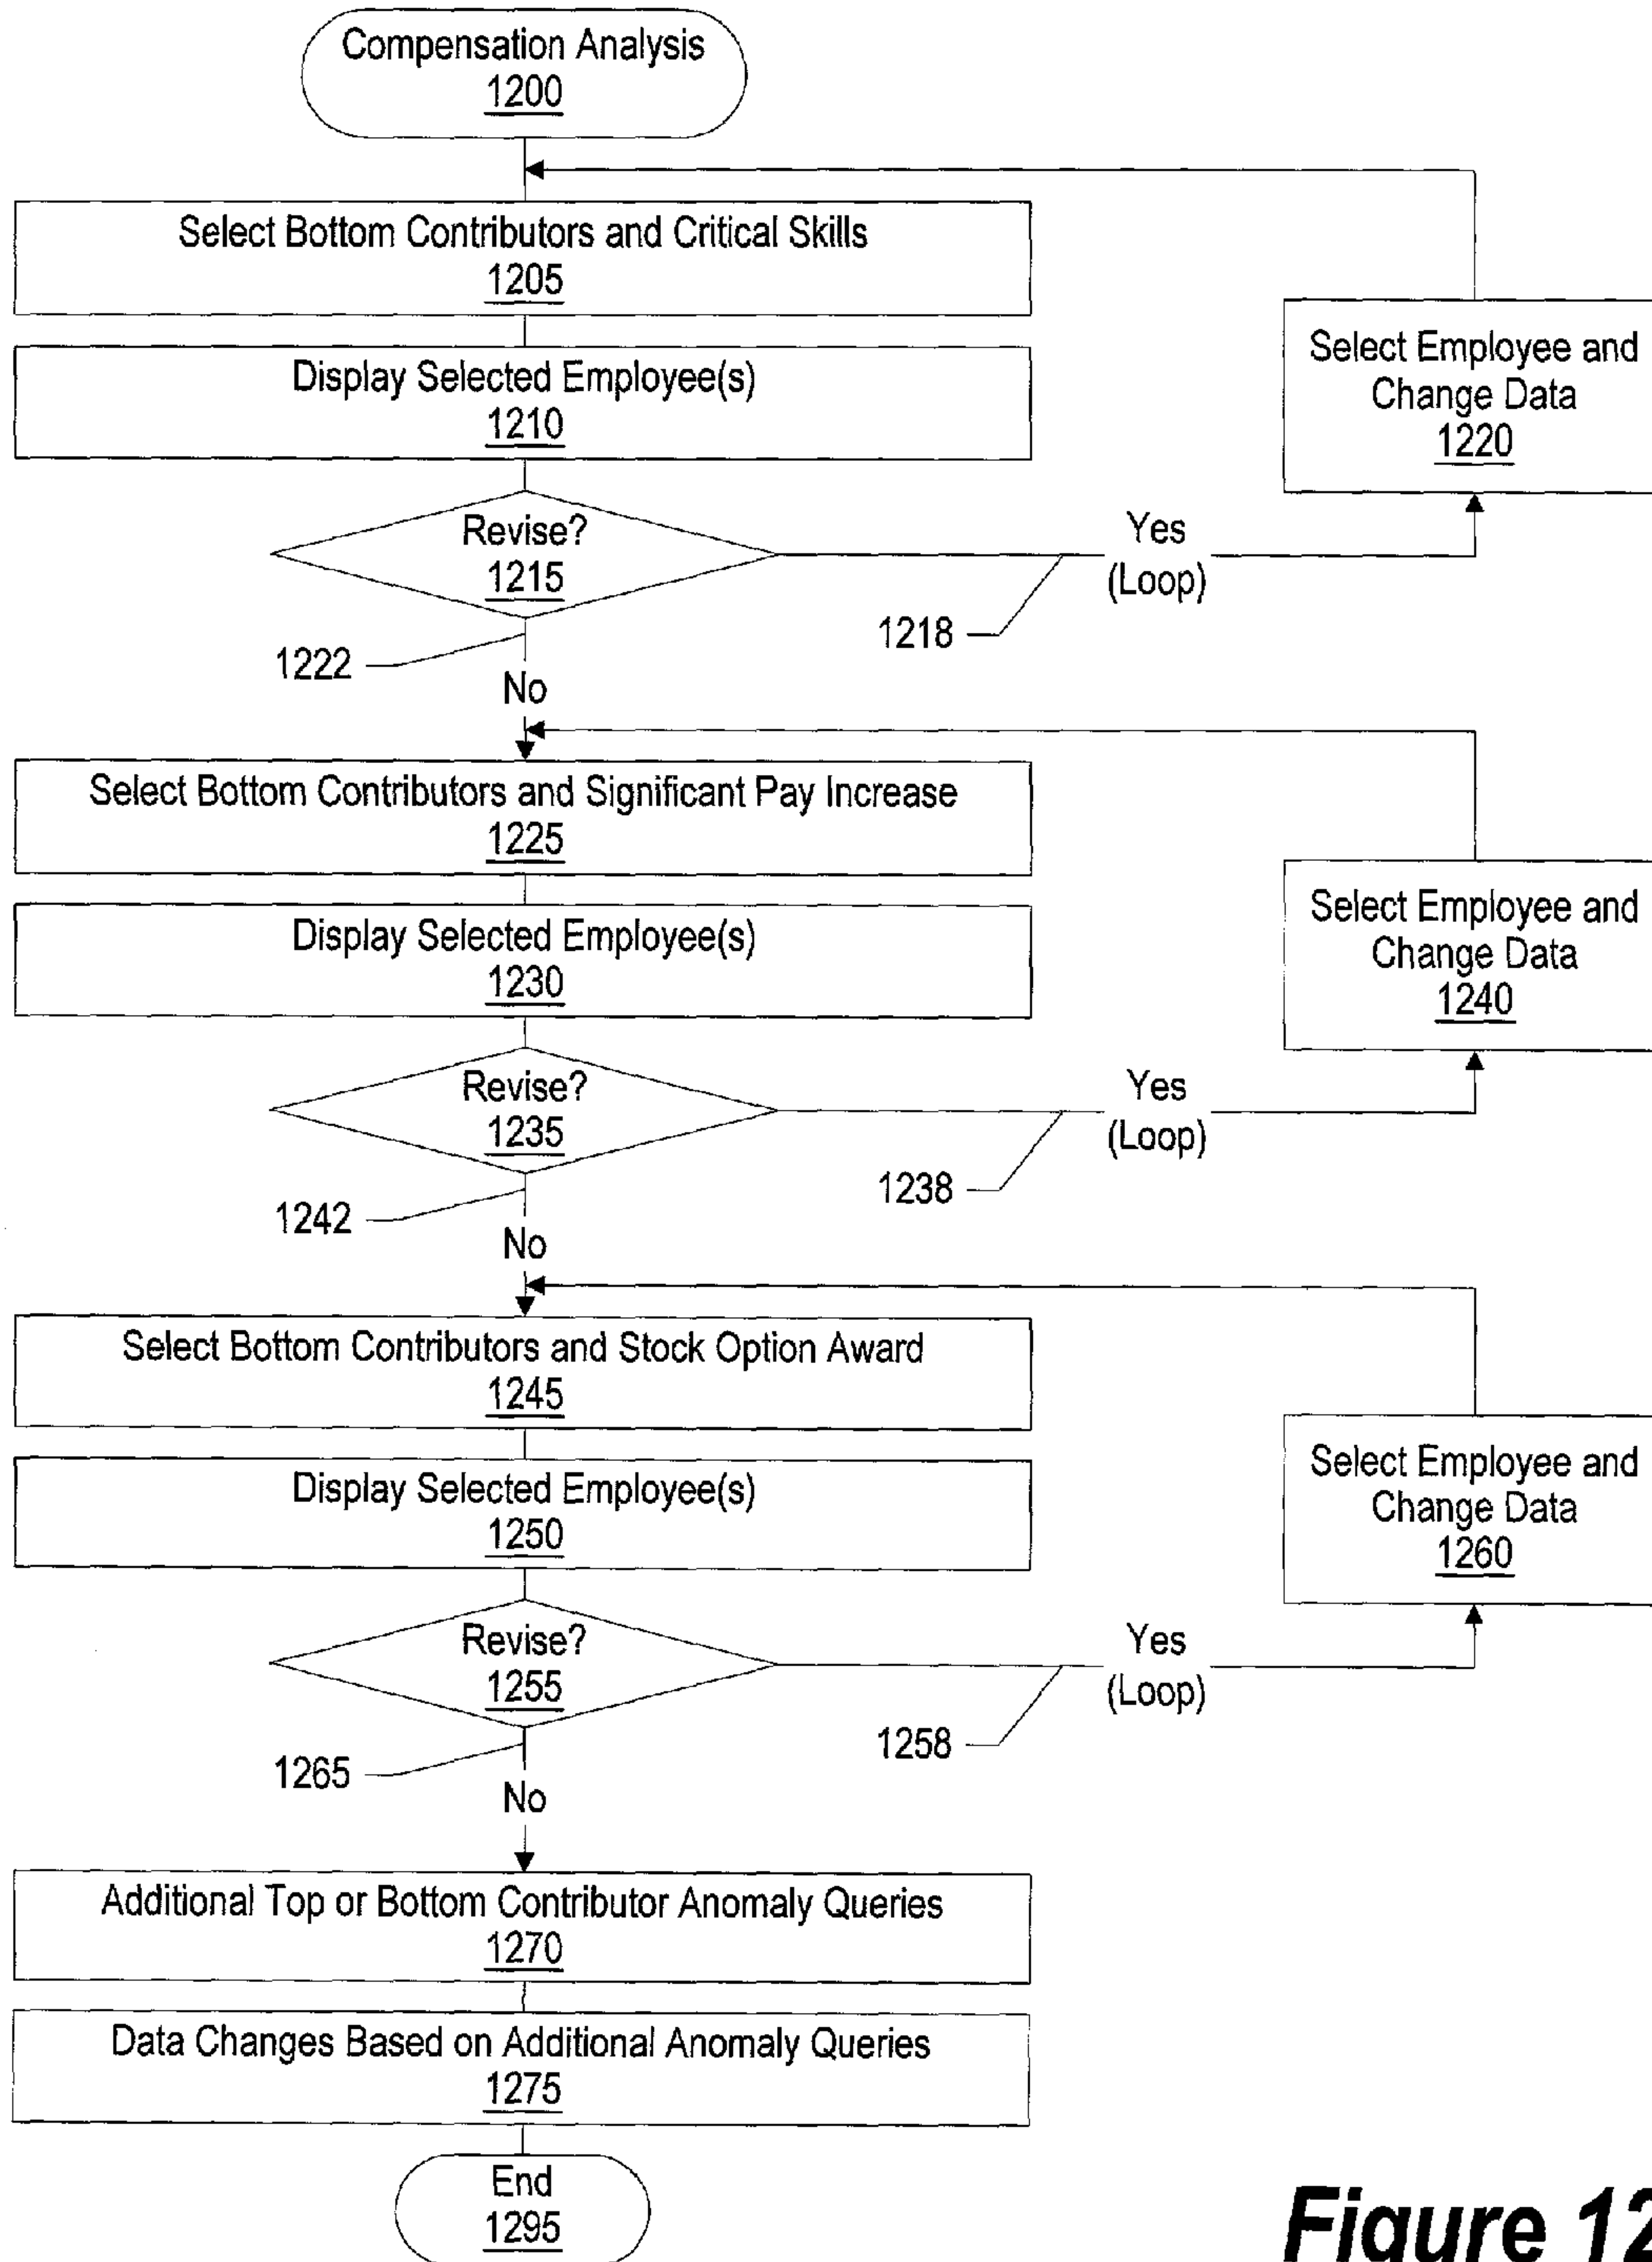 Compensation Analysis
1200
Select Bottom Contributors and Critical Skills
1205
Display Selected Employee(s)
1210
Select Employee and
Change Data
1220
Revise?
1215
Yes
(Loop)
1218
1222
No
Select Bottom Contributors and Significant Pay Increase
1225
Display Selected Employee(s)
1230
Select Employee and
Change Data
1240
Revise?
1235
Yes
(Loop)
1238
1242
No
Select Bottom Contributors and Stock Option Award
1245
Display Selected Employee(s)
1250
Select Employee and
Change Data
1260
Revise?
1255
Yes
(Loop)
1258
1265
No
Additional Top or Bottom Contributor Anomaly Queries
1270
Data Changes Based on Additional Anomaly Queries
1275
End
1295
Figure 12